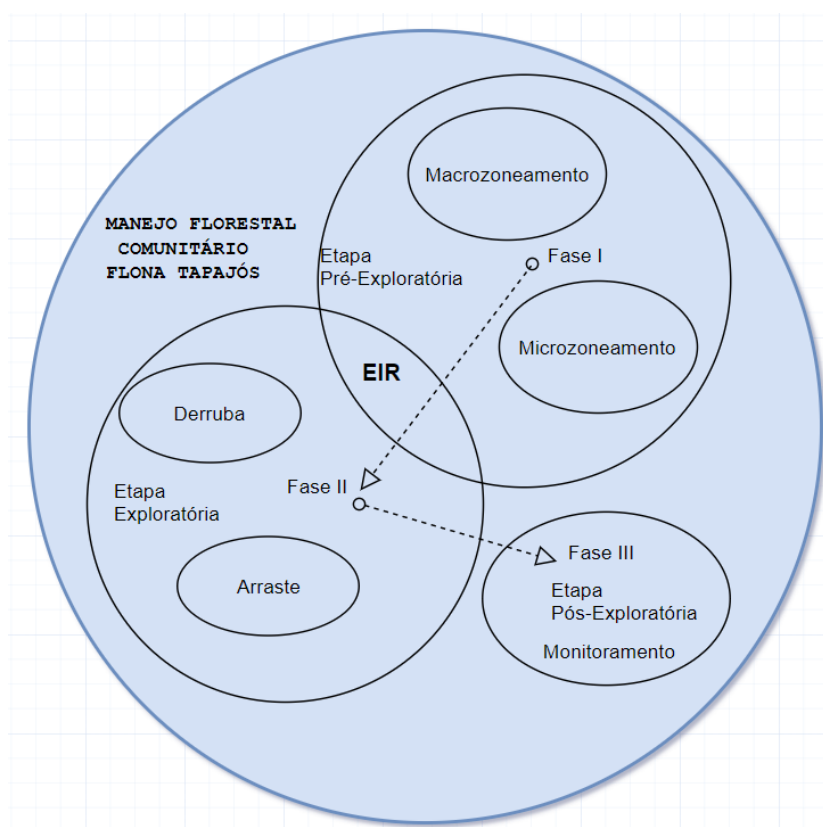 MANEJO FLORESTAL
COMUNITÁRIO
FLONA TAPAJÓS
Macrozoneamento
Etapa
Pré-Exploratória
Fase I
Microzoneamento
EIR
Derruba
Fase II
Etapa
Exploratória
Arraste
Fase III
Etapa
Pós-Exploratória
Monitoramento